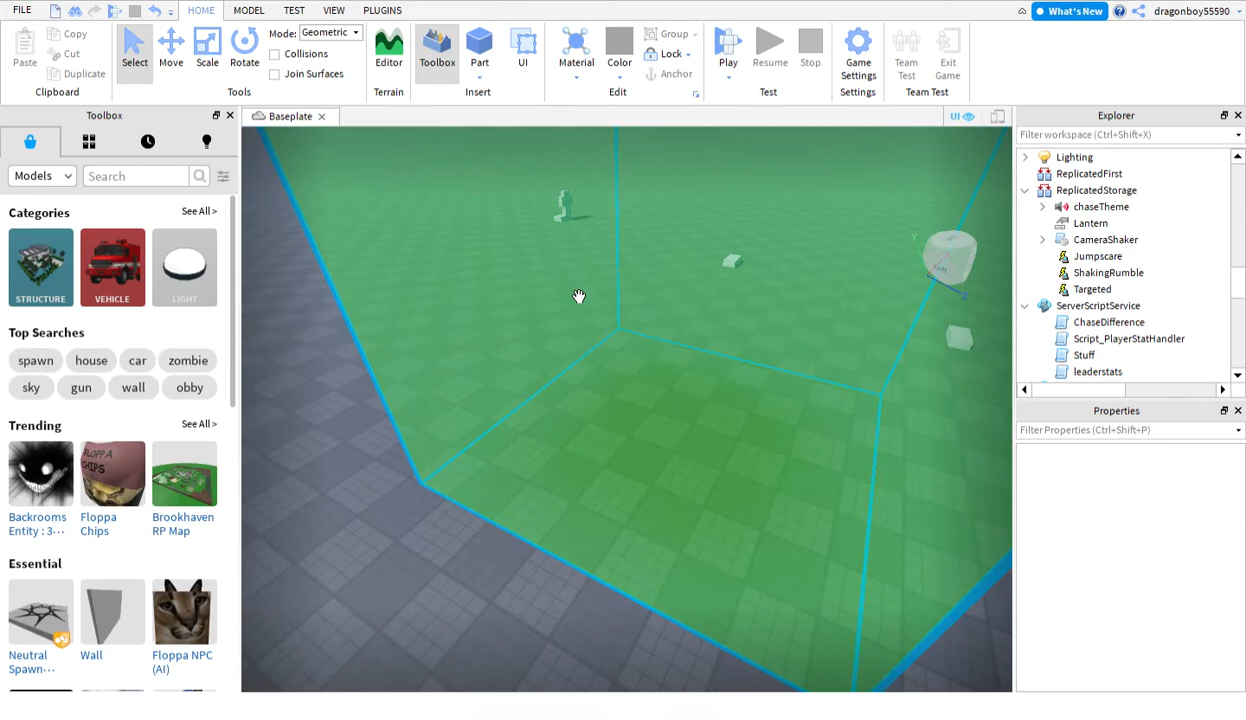 FILE HOME MODEL TEST VIEW PLUGINS What's New dragonboy55590
Paste Copy Cut Duplicate Select Move Scale Rotate Mode: Geometric Collisions Join Surfaces Editor Toolbox Part UI Material Color Group Lock Anchor Play Resume Stop Game Settings Team Test Exit Game
Clipboard Tools Terrain Insert Edit Test Settings Team Test
Toolbox
Models Search
Categories See All >
STRUCTURE VEHICLE LIGHT
Top Searches
spawn house car zombie
sky gun wall obby
Trending See All >
FLOPPA CHIPS
Backrooms Entity : 3... Floppa Chips Brookhaven RP Map
Essential
Neutral Spawn... Wall Floppa NPC (AI)
Baseplate UI
Explorer
Filter workspace (Ctrl+Shift+X)
Lighting
ReplicatedFirst
ReplicatedStorage
chaseTheme
Lantern
CameraShaker
Jumpscare
ShakingRumble
Targeted
ServerScriptService
ChaseDifference
Script_PlayerStatHandler
Stuff
leaderstats
Properties
Filter Properties (Ctrl+Shift+P)